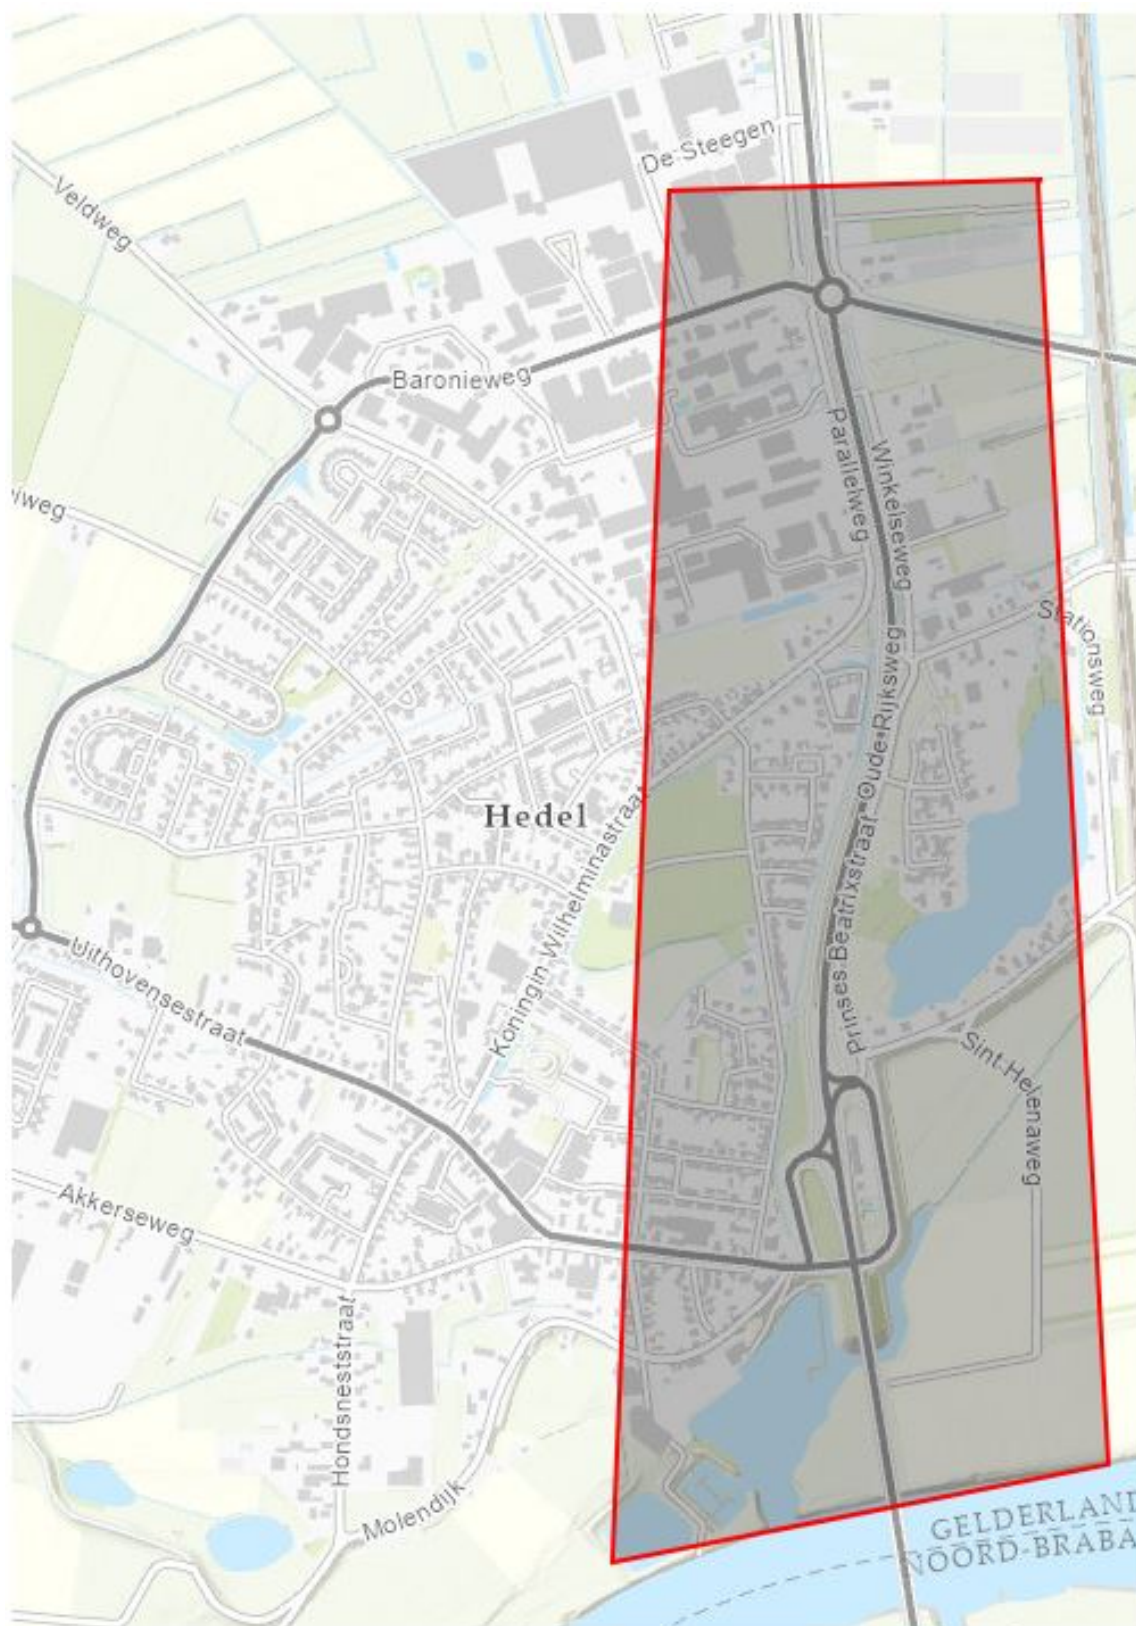 De Steegen
Veldweg
Baronieweg
Parallelweg
Winkelseweg
Stationsweg
Oude Rijksweg
Hedel
Koningin Wilhelminastraat
Prinses Beatrixstraat
Uithovensestraat
Sint Helenaweg
Akkerseweg
Hondsneststraat
Molendijk
GELDERLAND
NOORD-BRABA